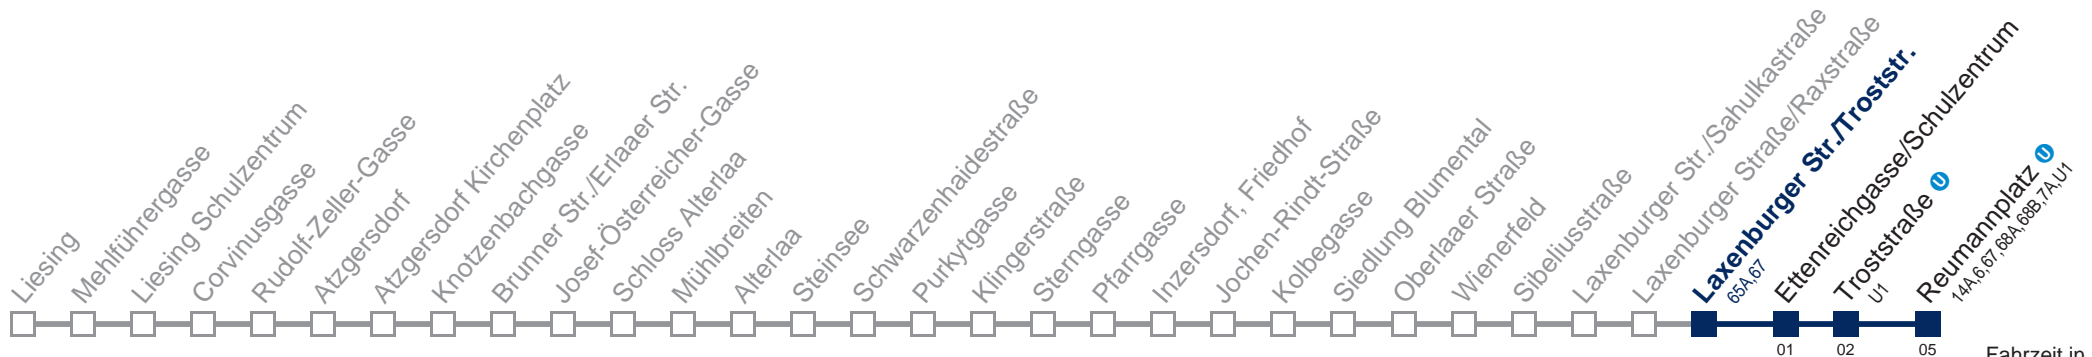 Liesing
Mehlführergasse
Liesing Schulzentrum
Corvinusgasse
Rudolf-Zeller-Gasse
Atzgersdorf
Atzgersdorf Kirchenplatz
Knotzenbachgasse
Brunner Str./Erlaaer Str.
Josef-Österreicher-Gasse
Schloss Alterlaa
Mühlbreiten
Alterlaa
Steinsee
Schwarzenhaidestraße
Purkytgasse
Klingerstraße
Sterngasse
Pfarrgasse
Inzersdorf, Friedhof
Jochen-Rindt-Straße
Kolbegasse
Siedlung Blumental
Oberlaaer Straße
Wienerfeld
Sibeliusstraße
Laxenburger Str./Sahulkastraße
Laxenburger Straße/Raxstraße
Laxenburger Str./Troststr.
65A,67
Ettenreichgasse/Schulzentrum
Troststraße U
U1
Reumannplatz U
14A,6,67,68A,68B,7A,U1
01 02 05
Fahrzeit in